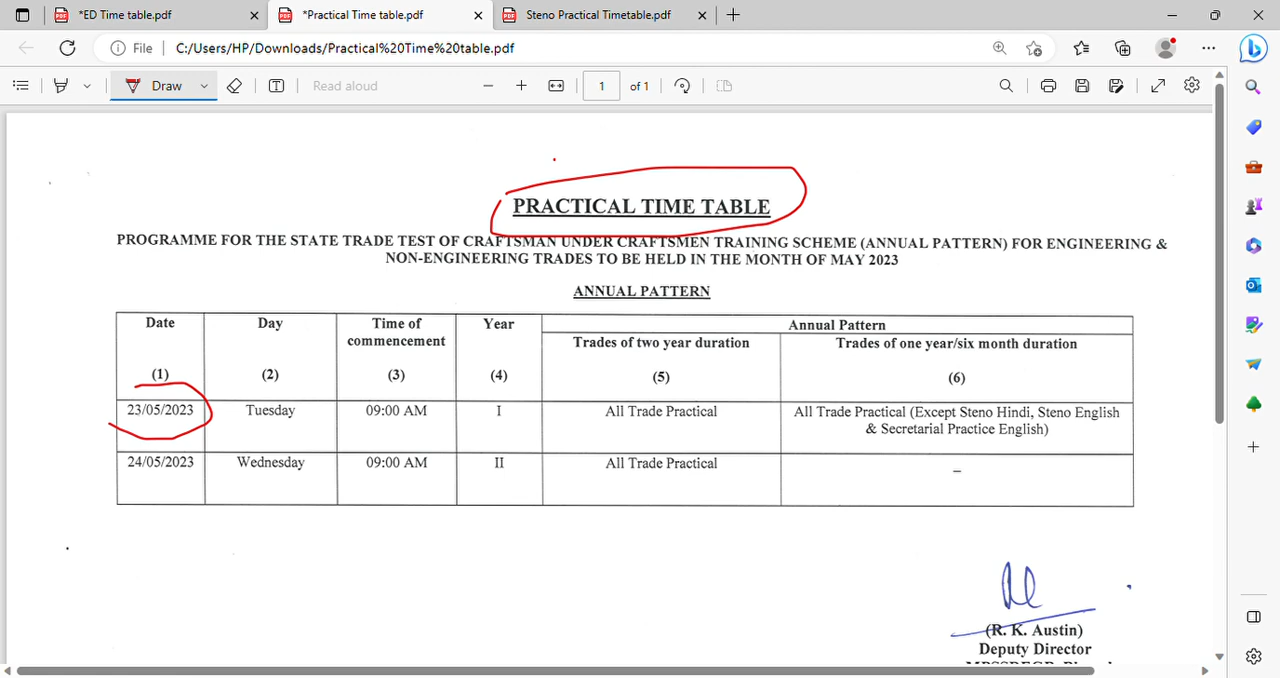 *ED Time table.pdf
*Practical Time table.pdf
Steno Practical Timetable.pdf
File
C:/Users/HP/Downloads/Practical%20Time%20table.pdf
Draw
Read aloud
1
of 1
PRACTICAL TIME TABLE
PROGRAMME FOR THE STATE TRADE TEST OF CRAFTSMAN UNDER CRAFTSMEN TRAINING SCHEME (ANNUAL PATTERN) FOR ENGINEERING &
NON-ENGINEERING TRADES TO BE HELD IN THE MONTH OF MAY 2023
ANNUAL PATTERN
Date
Day
Time of
commencement
Year
Annual Pattern
Trades of two year duration
Trades of one year/six month duration
(1)
(2)
(3)
(4)
(5)
(6)
23/05/2023
Tuesday
09:00 AM
I
All Trade Practical
All Trade Practical (Except Steno Hindi, Steno English
& Secretarial Practice English)
24/05/2023
Wednesday
09:00 AM
II
All Trade Practical
–
(R. K. Austin)
Deputy Director